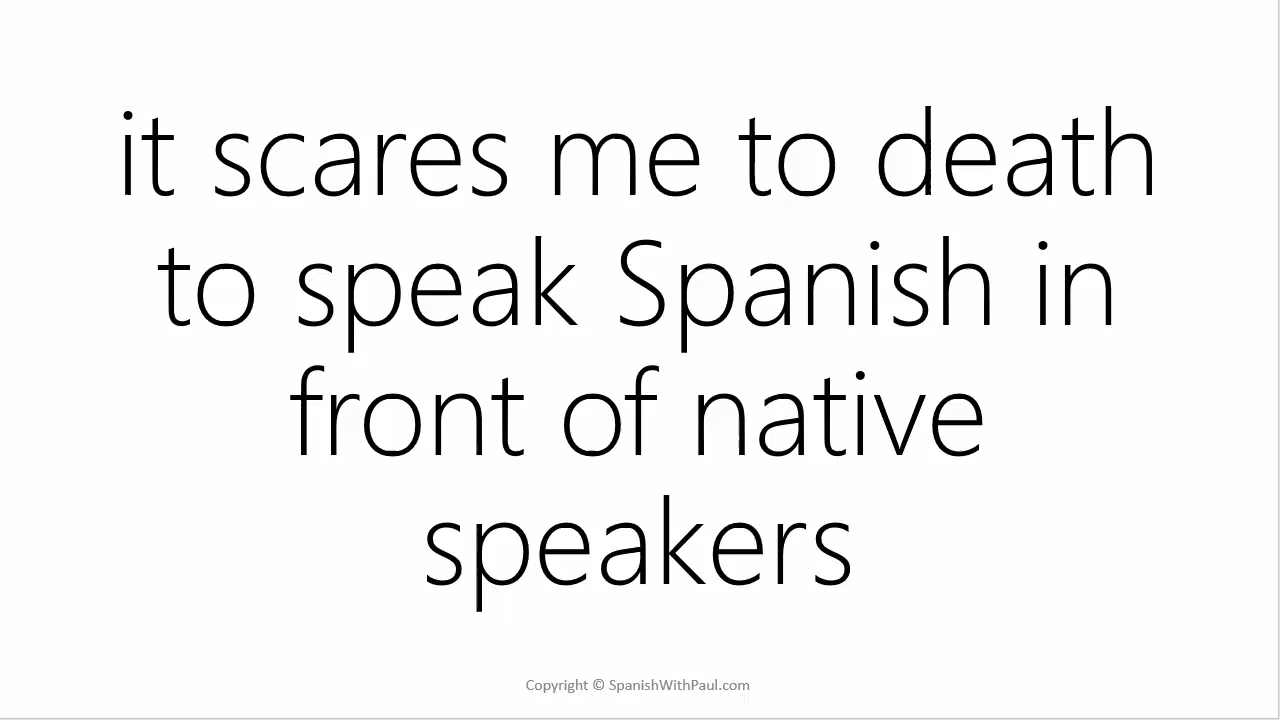 it scares me to death
to speak Spanish in
front of native
speakers
Copyright © SpanishWithPaul.com